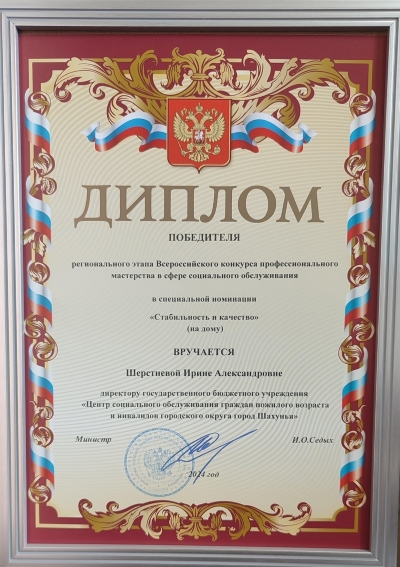 ДИПЛОМ
ПОБЕДИТЕЛЯ
регионального этапа Всероссийского конкурса профессионального
мастерства в сфере социального обслуживания
в специальной номинации
«Стабильность и качество»
(на дому)
ВРУЧАЕТСЯ
Шерстневой Ирине Александровне
директору государственного бюджетного учреждения
«Центр социального обслуживания граждан пожилого возраста
и инвалидов городского округа город Шахунья»
Министр И.О.Седых
2024 год